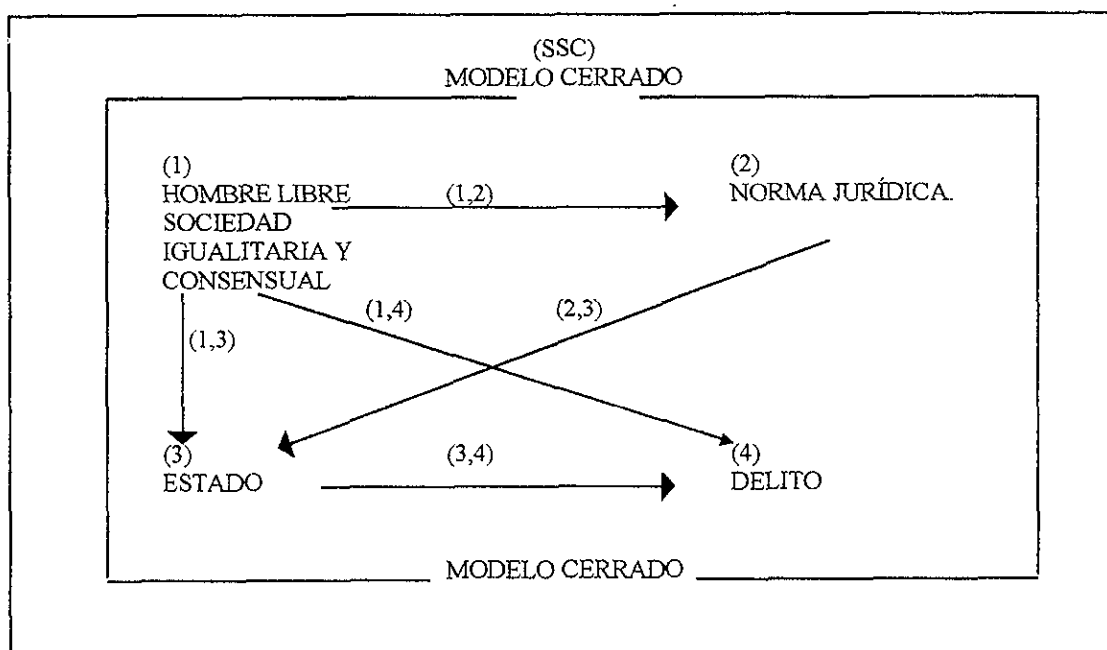 (SSC)
MODELO CERRADO
(1)
HOMBRE LIBRE
SOCIEDAD
IGUALITARIA Y
CONSENSUAL
(1,2)
(2)
NORMA JURÍDICA.
(1,3)
(1,4)
(2,3)
(3)
ESTADO
(3,4)
(4)
DELITO
MODELO CERRADO